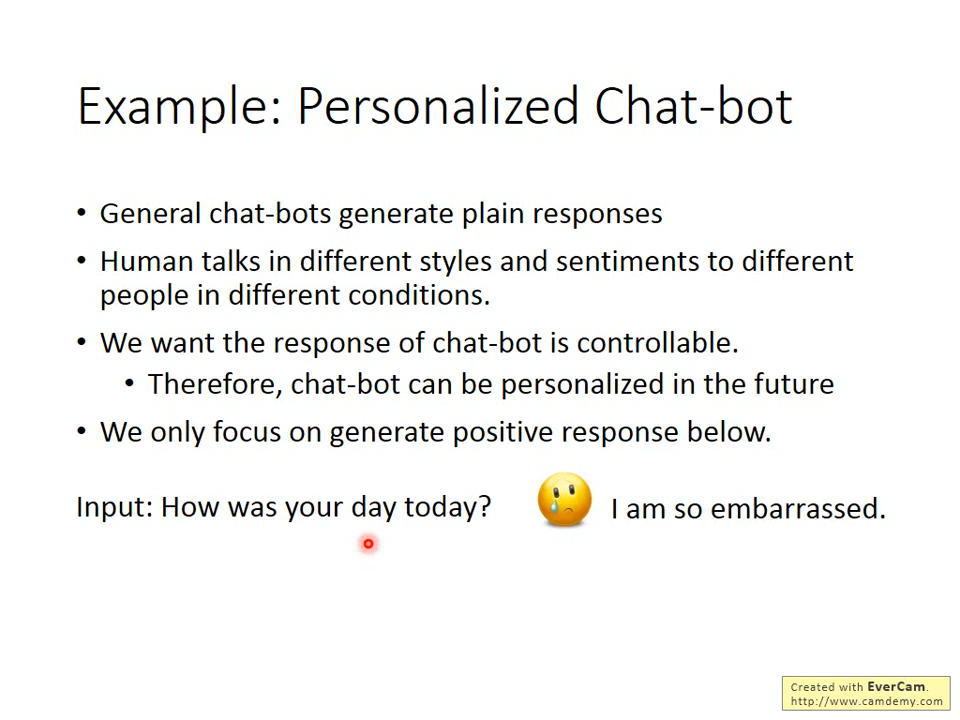 Example: Personalized Chat-bot
• General chat-bots generate plain responses
• Human talks in different styles and sentiments to different
people in different conditions.
• We want the response of chat-bot is controllable.
• Therefore, chat-bot can be personalized in the future
• We only focus on generate positive response below.
Input: How was your day today?
I am so embarrassed.
Created with EverCam.
http://www.camdemy.com